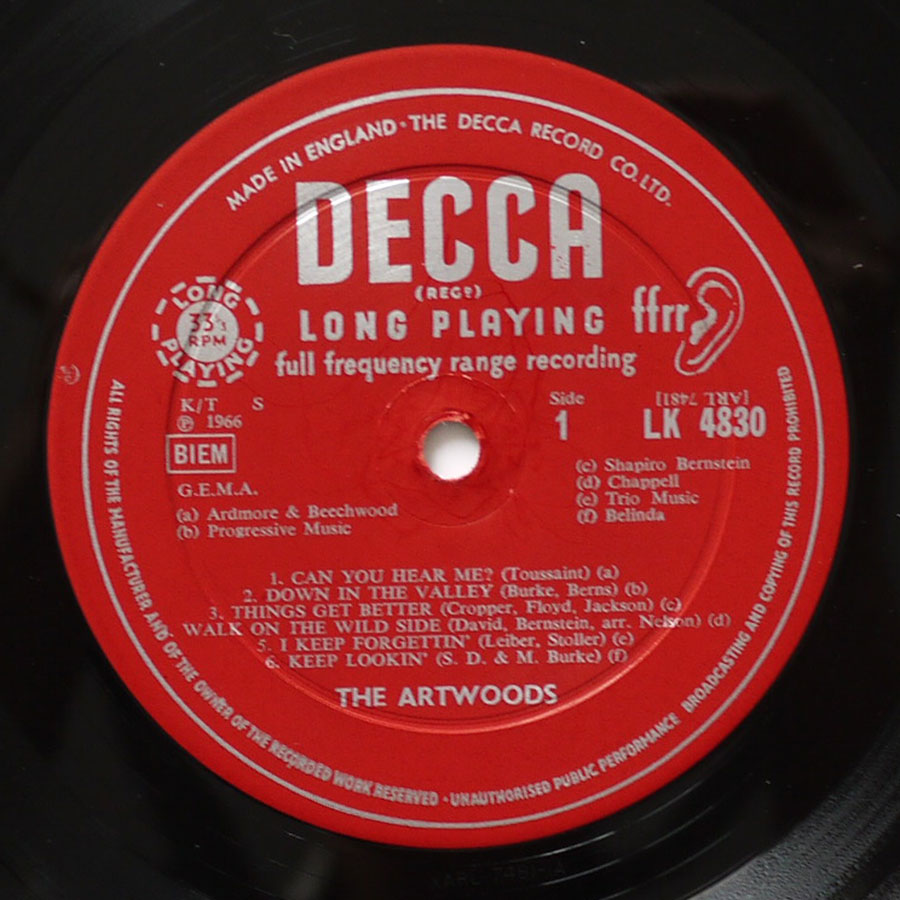 MADE IN ENGLAND · THE DECCA RECORD CO. LTD.
DECCA
(REGD)
LONG PLAYING
33⅓
RPM
LONG PLAYING
ffrr
full frequency range recording
K/T S
℗ 1966
BIEM
G.E.M.A.
(a) Ardmore & Beechwood
(b) Progressive Music
Side
1
[ARL 7481]
LK 4830
(c) Shapiro Bernstein
(d) Chappell
(e) Trio Music
(f) Belinda
1. CAN YOU HEAR ME? (Toussaint) (a)
2. DOWN IN THE VALLEY (Burke, Berns) (b)
3. THINGS GET BETTER (Cropper, Floyd, Jackson) (c)
WALK ON THE WILD SIDE (David, Bernstein, arr. Nelson) (d)
5. I KEEP FORGETTIN' (Leiber, Stoller) (e)
6. KEEP LOOKIN' (S. D. & M. Burke) (f)
THE ARTWOODS
ALL RIGHTS OF THE MANUFACTURER AND OF THE OWNER OF THE RECORDED WORK RESERVED · UNAUTHORISED PUBLIC PERFORMANCE BROADCASTING AND COPYING OF THIS RECORD PROHIBITED